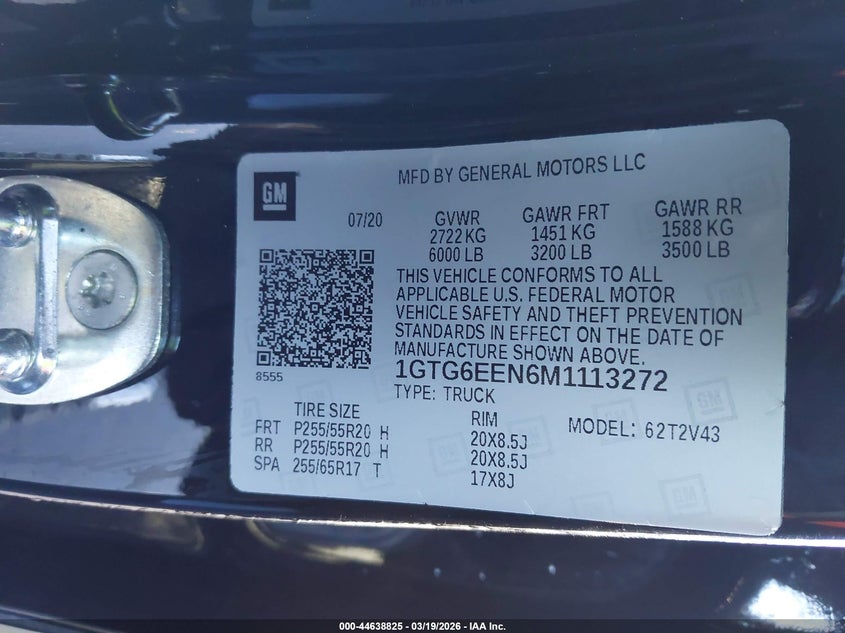 GM
MFD BY GENERAL MOTORS LLC
07/20
GVWR GAWR FRT GAWR RR
2722 KG 1451 KG 1588 KG
6000 LB 3200 LB 3500 LB
THIS VEHICLE CONFORMS TO ALL
APPLICABLE U.S. FEDERAL MOTOR
VEHICLE SAFETY AND THEFT PREVENTION
STANDARDS IN EFFECT ON THE DATE OF
MANUFACTURE SHOWN ABOVE.
8555
1GTG6EEN6M1113272
TYPE: TRUCK
TIRE SIZE RIM MODEL: 62T2V43
FRT P255/55R20 H 20X8.5J
RR P255/55R20 H 20X8.5J
SPA 255/65R17 T 17X8J
000-44638825 - 03/19/2026 - IAA Inc.